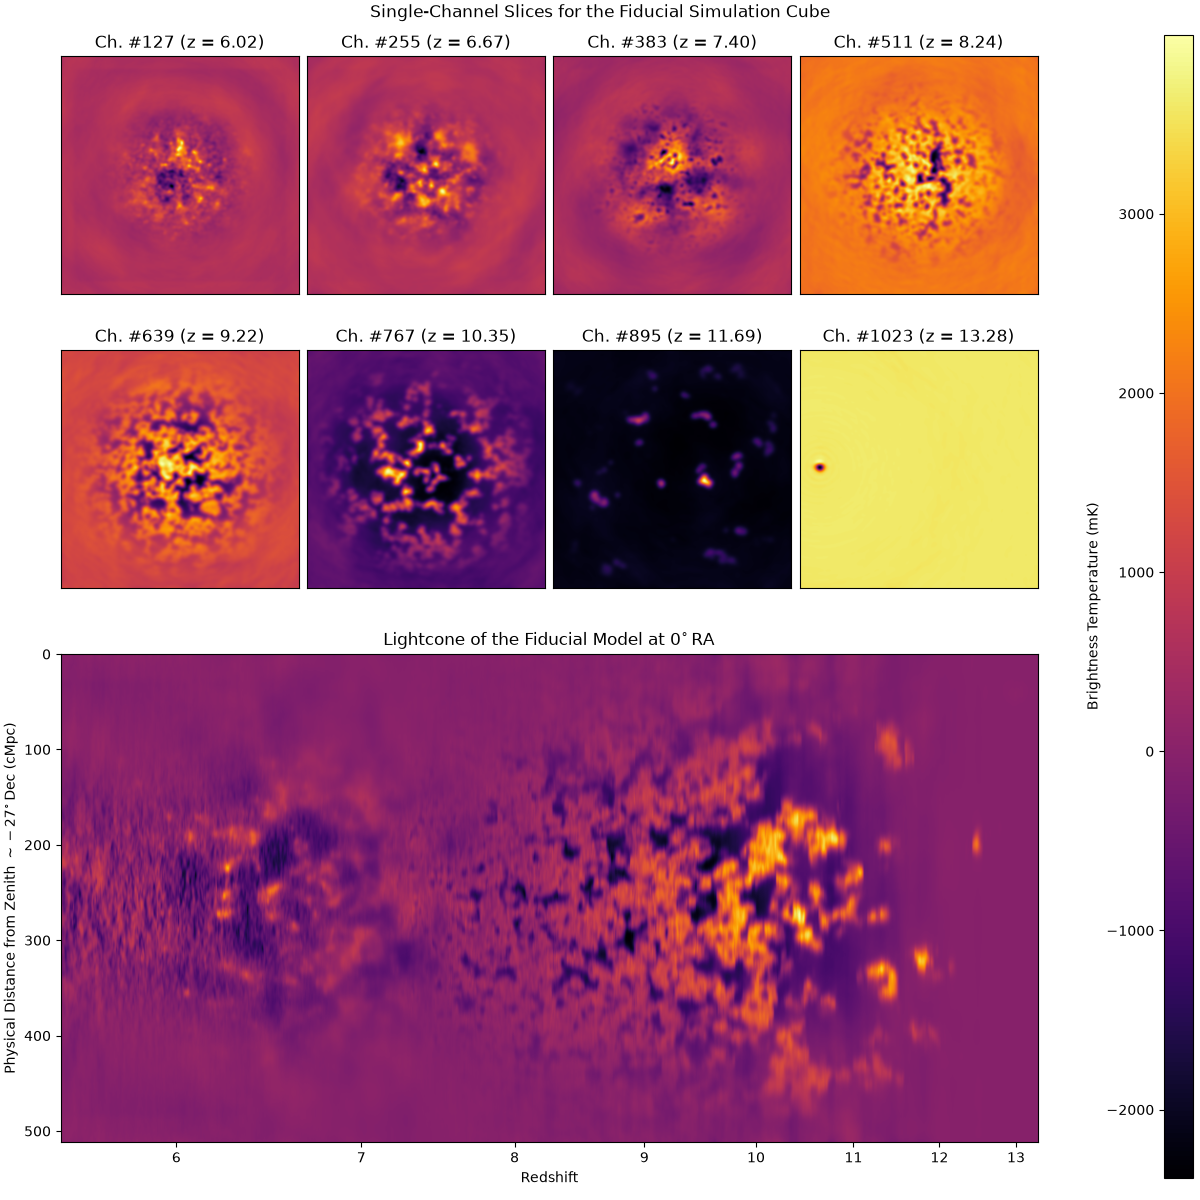 Single-Channel Slices for the Fiducial Simulation Cube
Ch. #127 (z = 6.02)
Ch. #255 (z = 6.67)
Ch. #383 (z = 7.40)
Ch. #511 (z = 8.24)
Ch. #639 (z = 9.22)
Ch. #767 (z = 10.35)
Ch. #895 (z = 11.69)
Ch. #1023 (z = 13.28)
Lightcone of the Fiducial Model at 0° RA
Physical Distance from Zenith ~ −27° Dec (cMpc)
0
100
200
300
400
500
6
7
8
9
10
11
12
13
Redshift
Brightness Temperature (mK)
3000
2000
1000
0
−1000
−2000